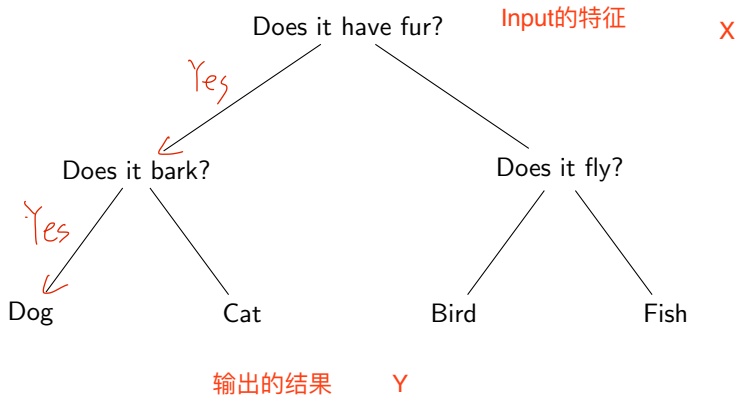 Does it have fur?
Input的特征
X
Yes
Does it bark?
Does it fly?
Yes
Dog
Cat
Bird
Fish
输出的结果
Y